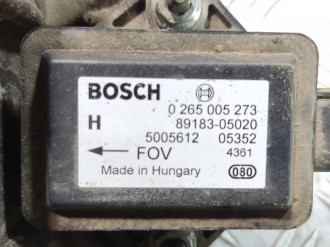 BOSCH
0 265 005 273
H 89183-05020
5005612 05352
FOV 4361
Made in Hungary 080